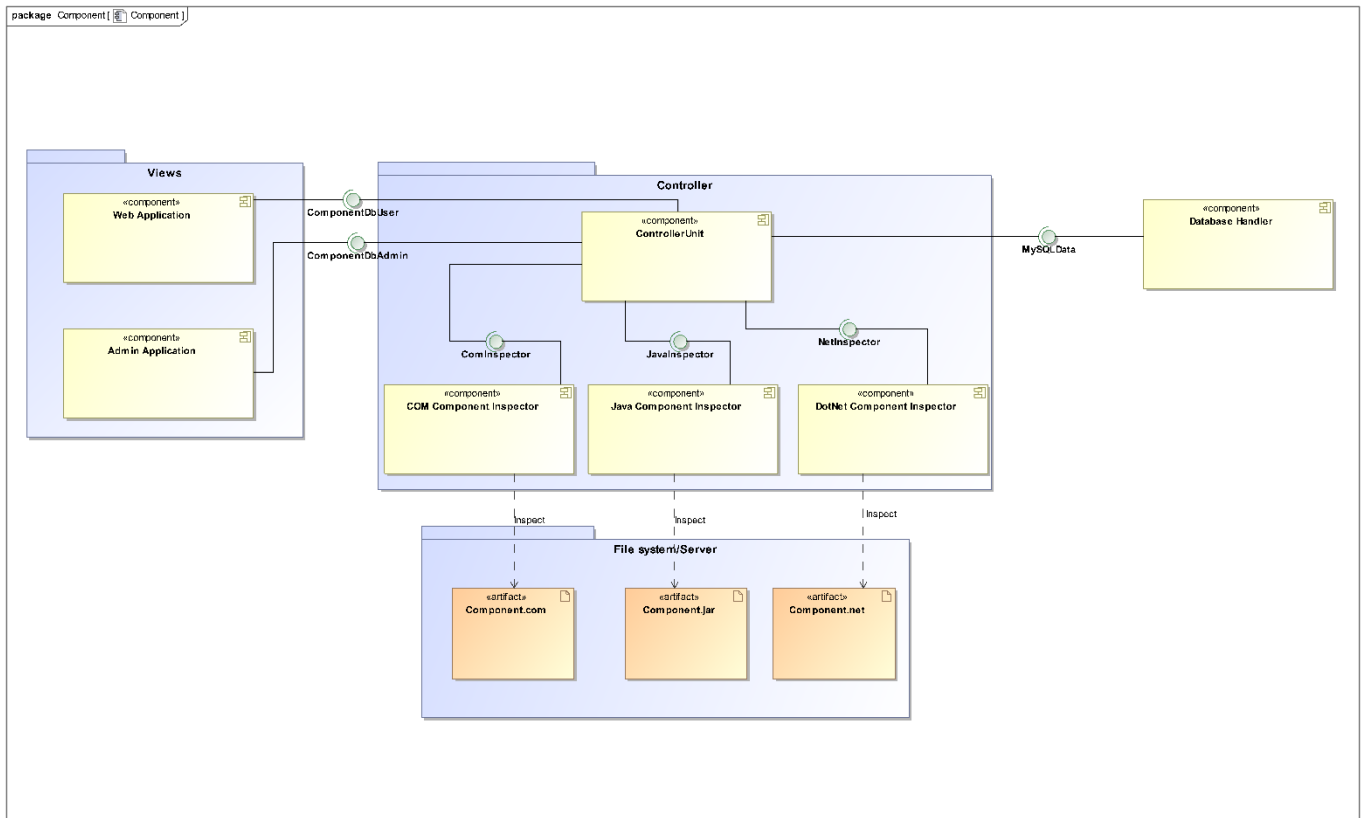 package Component [ Component ]
Views
«component»
Web Application
«component»
Admin Application
ComponentDbUser
ComponentDbAdmin
Controller
«component»
ControllerUnit
ComInspector
JavaInspector
NetInspector
«component»
COM Component Inspector
«component»
Java Component Inspector
«component»
DotNet Component Inspector
MySQLData
«component»
Database Handler
Inspect
Inspect
Inspect
File system/Server
«artifact»
Component.com
«artifact»
Component.jar
«artifact»
Component.net